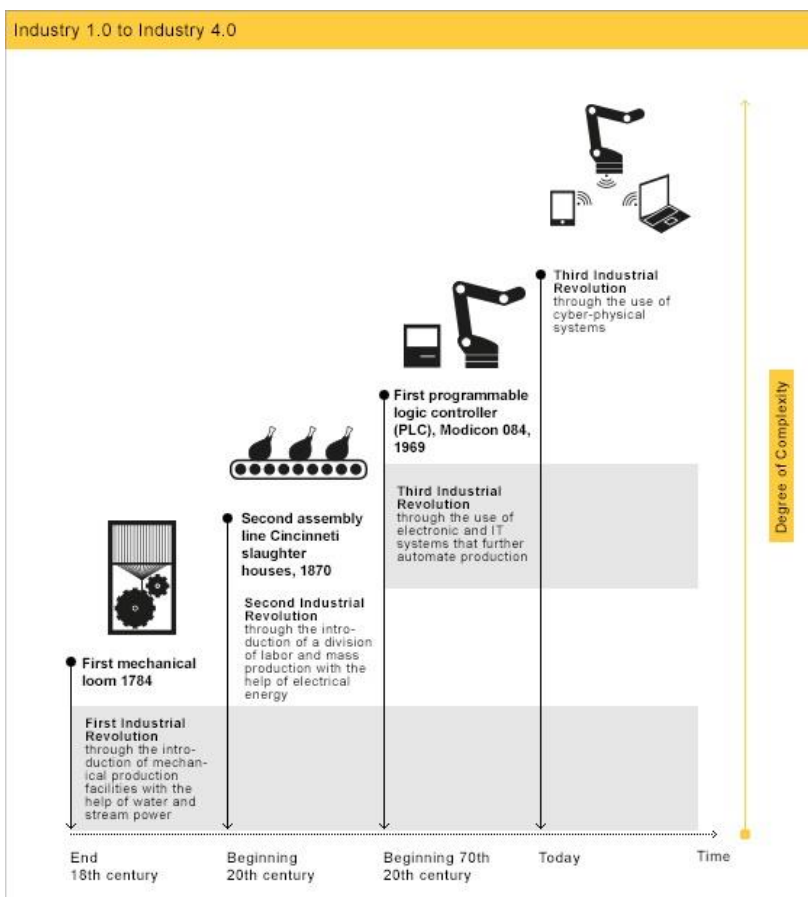 Industry 1.0 to Industry 4.0
Third Industrial
Revolution
through the use of
cyber-physical
systems
First programmable
logic controller
(PLC), Modicon 084,
1969
Third Industrial
Revolution
through the use of
electronic and IT
systems that further
automate production
Second assembly
line Cincinneti
slaughter
houses, 1870
Second Industrial
Revolution
through the intro-
duction of a division
of labor and mass
production with the
help of electrical
energy
First mechanical
loom 1784
First Industrial
Revolution
through the intro-
duction of mechan-
ical production
facilities with the
help of water and
stream power
Degree of Complexity
End
18th century
Beginning
20th century
Beginning 70th
20th century
Today
Time